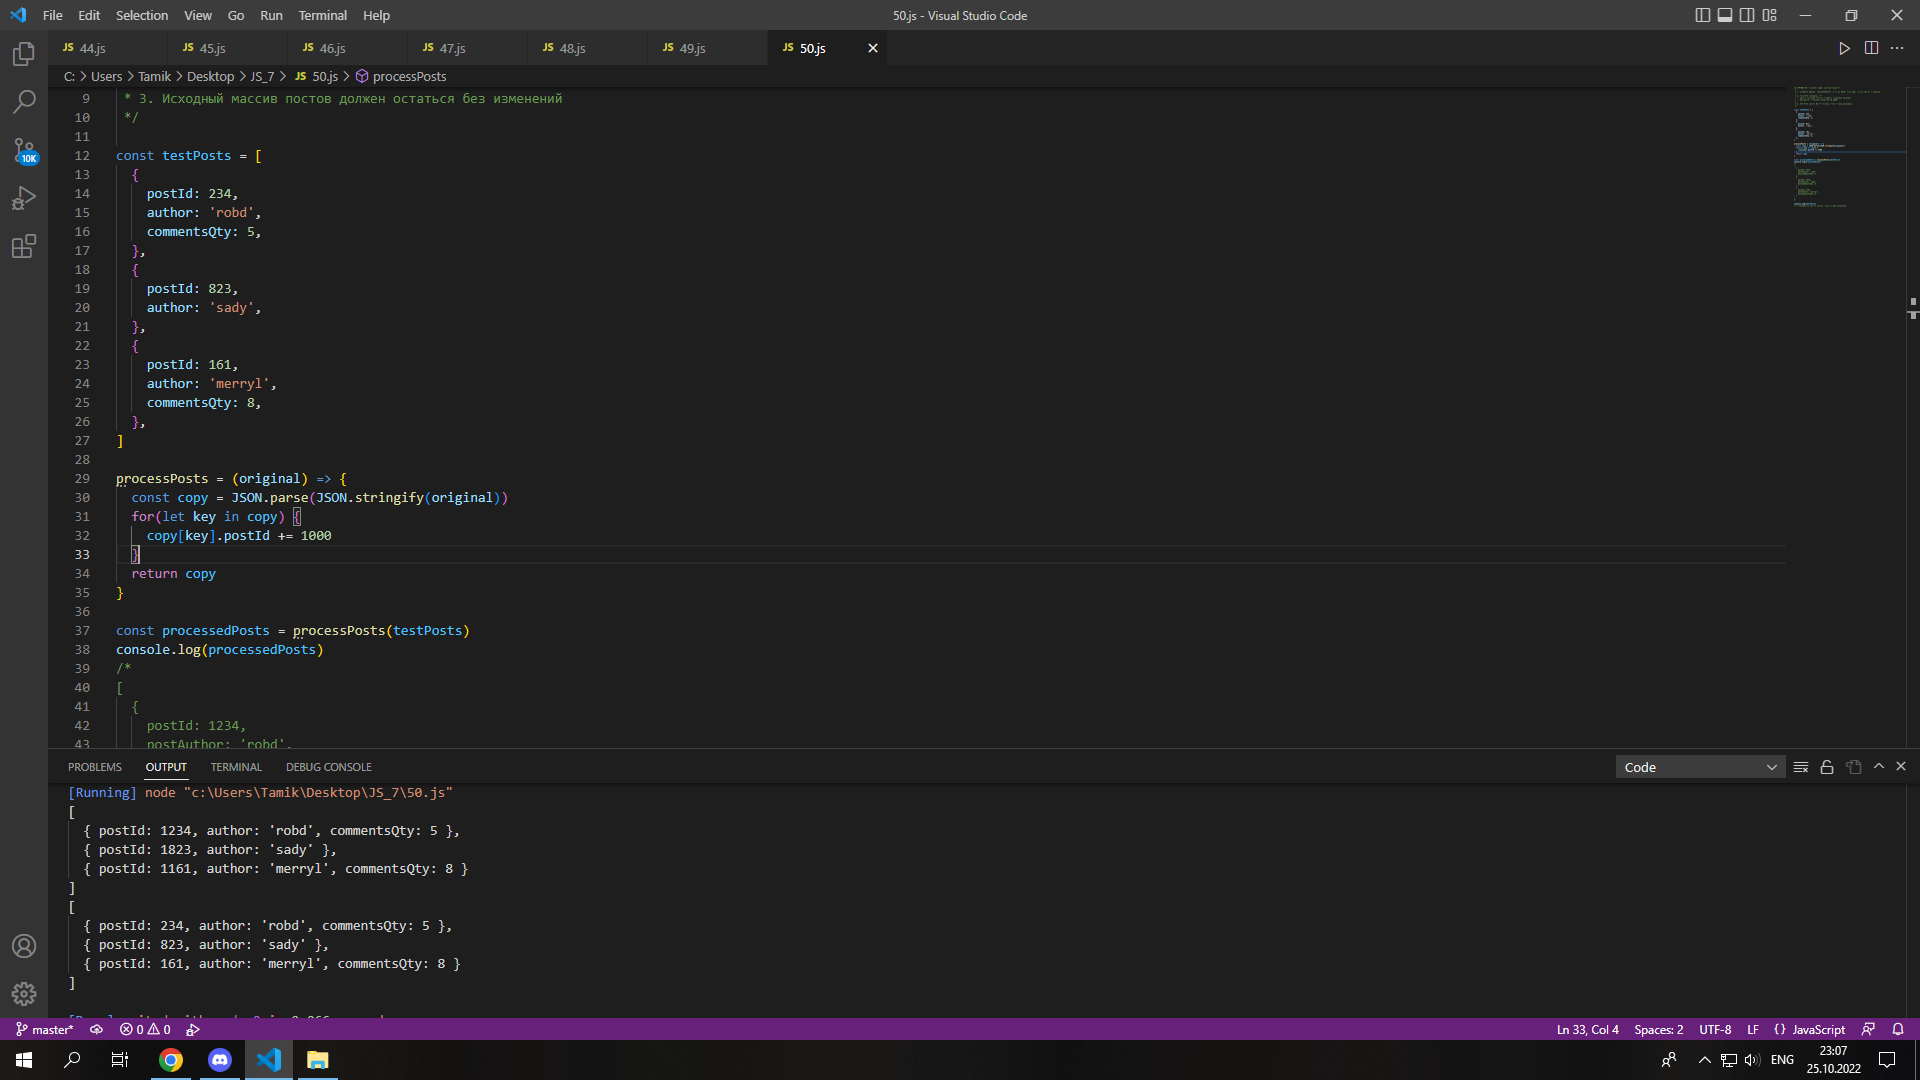 File Edit Selection View Go Run Terminal Help
50.js - Visual Studio Code
JS 44.js JS 45.js JS 46.js JS 47.js JS 48.js JS 49.js JS 50.js
C: > Users > Tamik > Desktop > JS_7 > JS 50.js > processPosts
9 * 3. Исходный массив постов должен остаться без изменений
10 */
11
12 const testPosts = [
13 {
14 postId: 234,
15 author: 'robd',
16 commentsQty: 5,
17 },
18 {
19 postId: 823,
20 author: 'sady',
21 },
22 {
23 postId: 161,
24 author: 'merryl',
25 commentsQty: 8,
26 },
27 ]
28
29 processPosts = (original) => {
30 const copy = JSON.parse(JSON.stringify(original))
31 for(let key in copy) {
32 copy[key].postId += 1000
33 }
34 return copy
35 }
36
37 const processedPosts = processPosts(testPosts)
38 console.log(processedPosts)
39 /*
40 [
41 {
42 postId: 1234,
43 postAuthor: 'robd',
10K
PROBLEMS OUTPUT TERMINAL DEBUG CONSOLE
Code
[Running] node "c:\Users\Tamik\Desktop\JS_7\50.js"
[
{ postId: 1234, author: 'robd', commentsQty: 5 },
{ postId: 1823, author: 'sady' },
{ postId: 1161, author: 'merryl', commentsQty: 8 }
]
[
{ postId: 234, author: 'robd', commentsQty: 5 },
{ postId: 823, author: 'sady' },
{ postId: 161, author: 'merryl', commentsQty: 8 }
]
master* 0 0
Ln 33, Col 4 Spaces: 2 UTF-8 LF {} JavaScript
ENG
23:07
25.10.2022